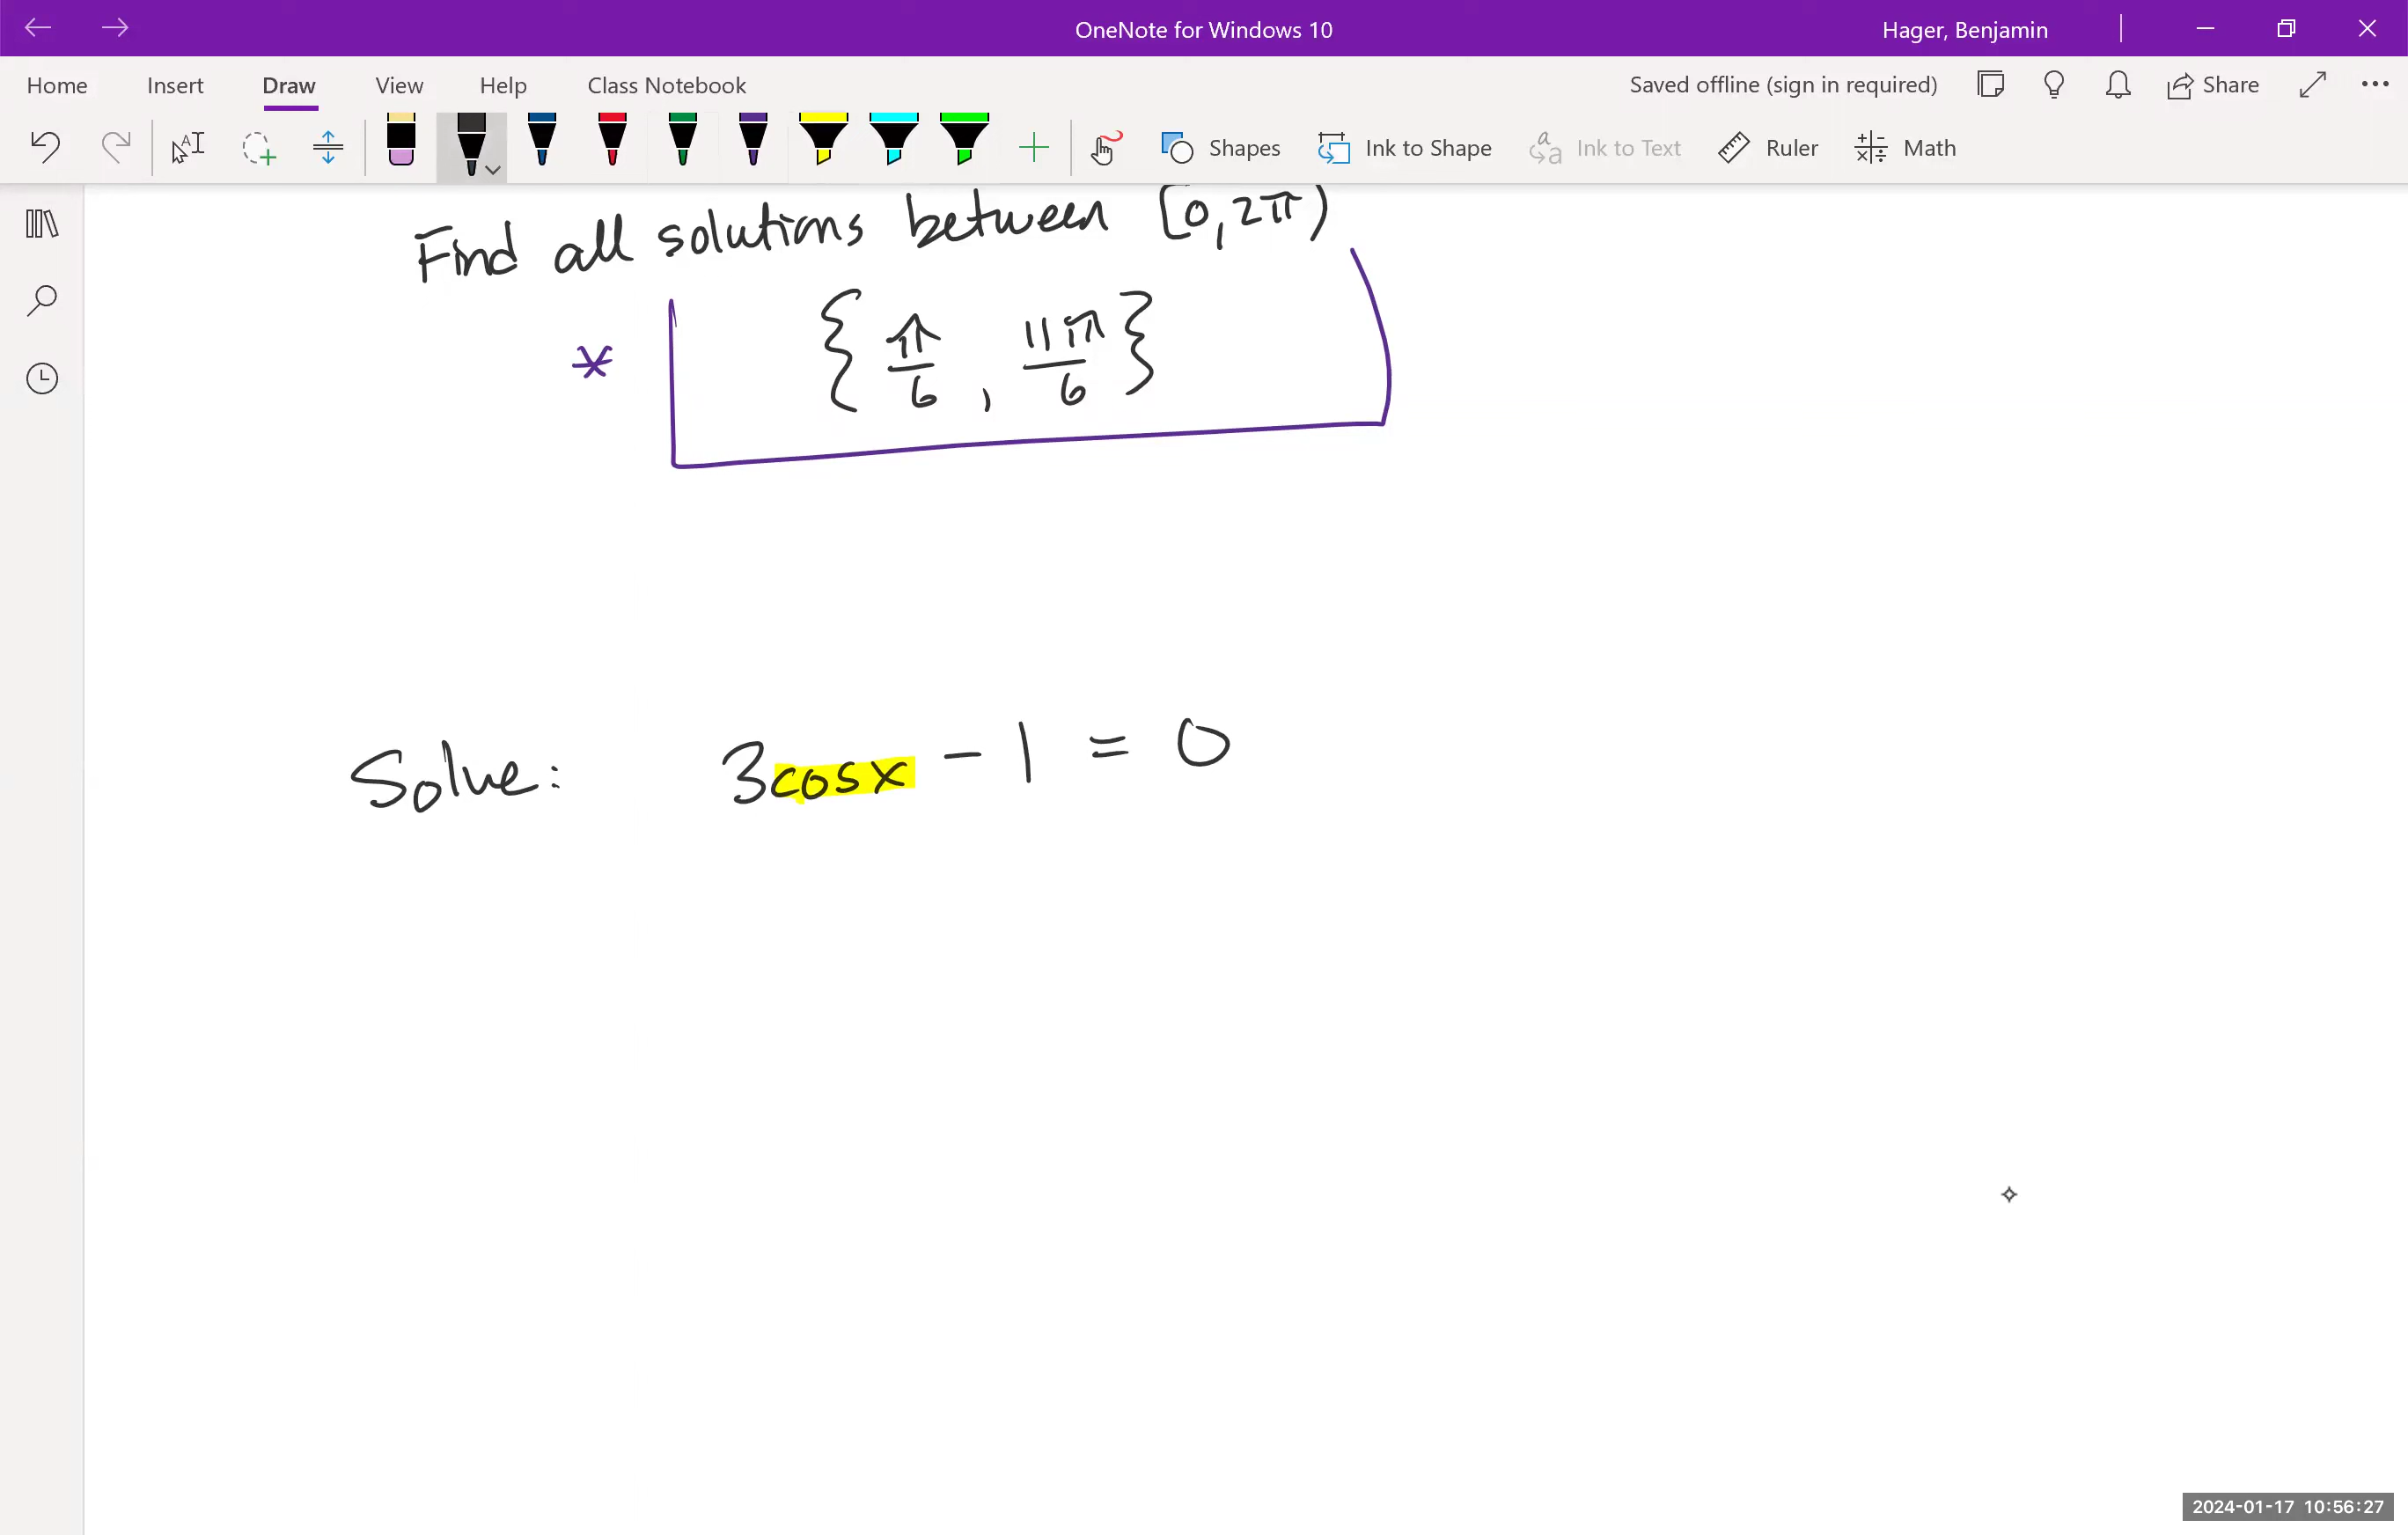 OneNote for Windows 10
Hager, Benjamin
Home Insert Draw View Help Class Notebook
Saved offline (sign in required) Share
Shapes Ink to Shape Ink to Text Ruler Math
Find all solutions between [0, 2π)
* { π/6 , 11π/6 }
Solve: 3cosx - 1 = 0
2024-01-17 10:56:27